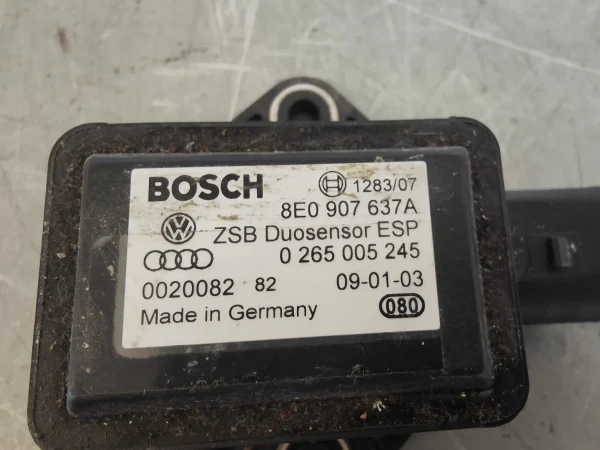 BOSCH 1283/07
8E0 907 637A
ZSB Duosensor ESP
0 265 005 245
0020082 82 09-01-03
Made in Germany 080